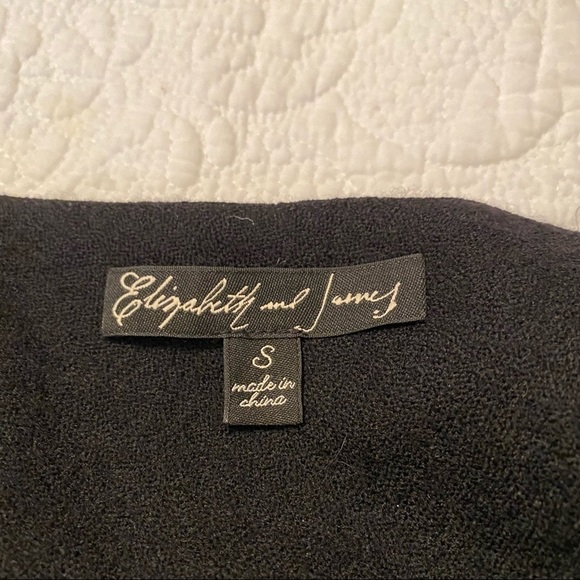 Elizabeth and James
S
made in
china